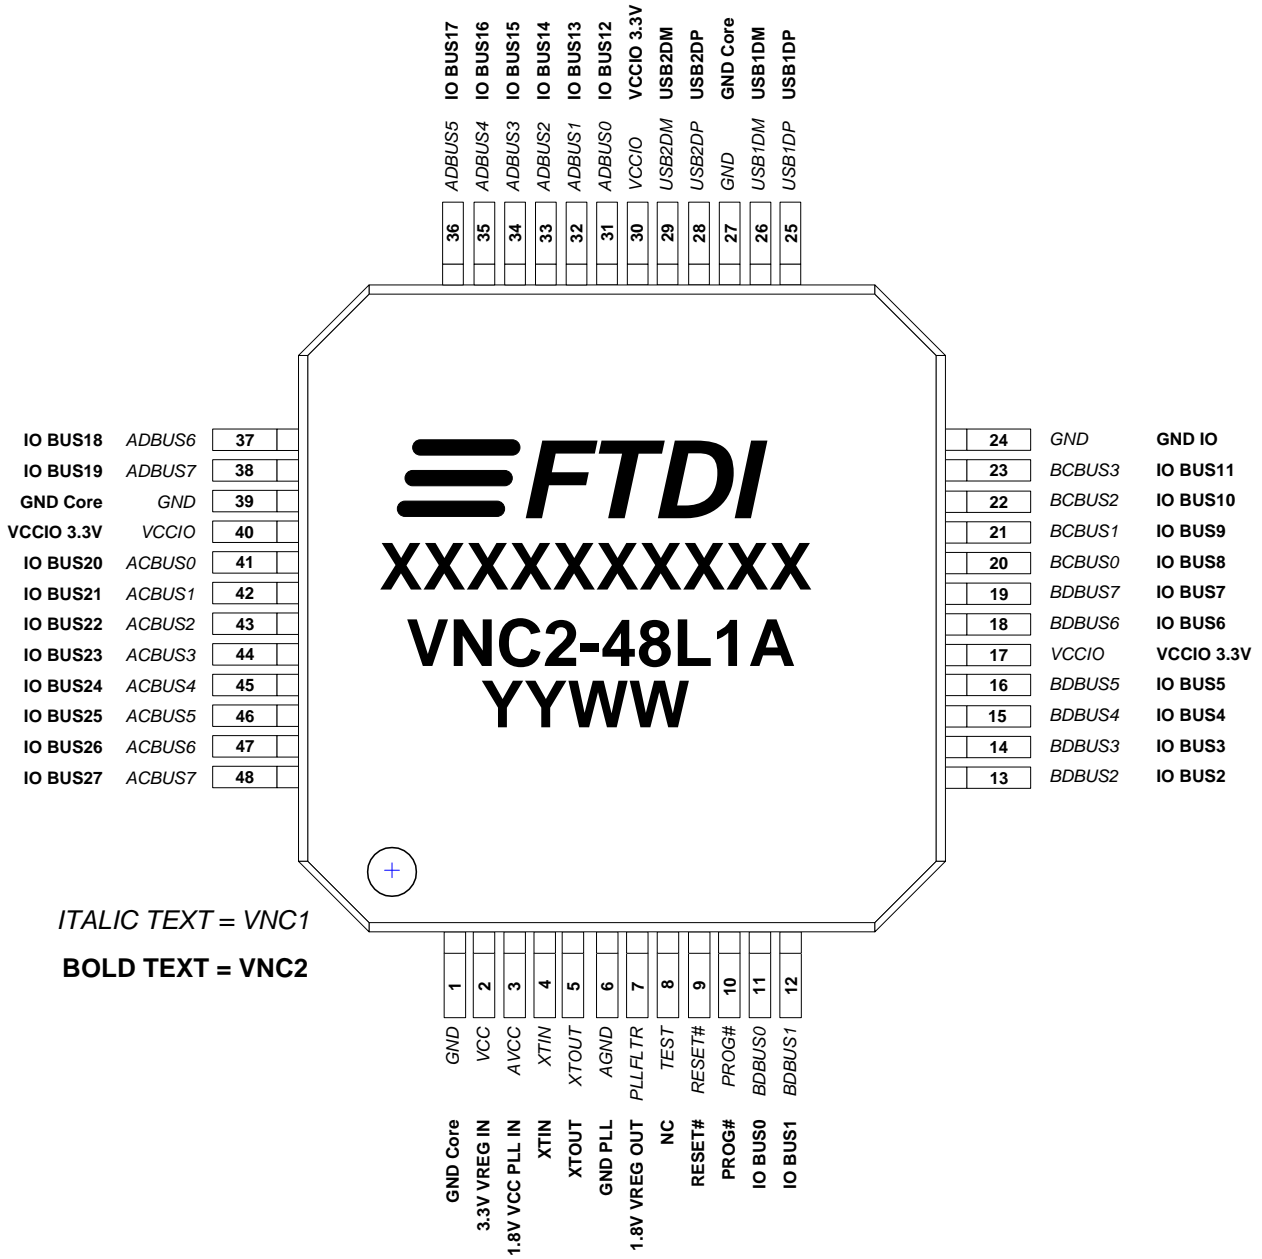 IO BUS17 IO BUS16 IO BUS15 IO BUS14 IO BUS13 IO BUS12 VCCIO 3.3V USB2DM USB2DP GND Core USB1DM USB1DP
ADBUS5 ADBUS4 ADBUS3 ADBUS2 ADBUS1 ADBUS0 VCCIO USB2DM USB2DP GND USB1DM USB1DP
36 35 34 33 32 31 30 29 28 27 26 25
IO BUS18 ADBUS6 37
IO BUS19 ADBUS7 38
GND Core GND 39
VCCIO 3.3V VCCIO 40
IO BUS20 ACBUS0 41
IO BUS21 ACBUS1 42
IO BUS22 ACBUS2 43
IO BUS23 ACBUS3 44
IO BUS24 ACBUS4 45
IO BUS25 ACBUS5 46
IO BUS26 ACBUS6 47
IO BUS27 ACBUS7 48
FTDI
XXXXXXXXXX
VNC2-48L1A
YYWW
24 GND GND IO
23 BCBUS3 IO BUS11
22 BCBUS2 IO BUS10
21 BCBUS1 IO BUS9
20 BCBUS0 IO BUS8
19 BDBUS7 IO BUS7
18 BDBUS6 IO BUS6
17 VCCIO VCCIO 3.3V
16 BDBUS5 IO BUS5
15 BDBUS4 IO BUS4
14 BDBUS3 IO BUS3
13 BDBUS2 IO BUS2
ITALIC TEXT = VNC1
BOLD TEXT = VNC2
1 2 3 4 5 6 7 8 9 10 11 12
GND VCC AVCC XTIN XTOUT AGND PLLFLTR TEST RESET# PROG# BDBUS0 BDBUS1
GND Core 3.3V VREG IN 1.8V VCC PLL IN XTIN XTOUT GND PLL 1.8V VREG OUT NC RESET# PROG# IO BUS0 IO BUS1